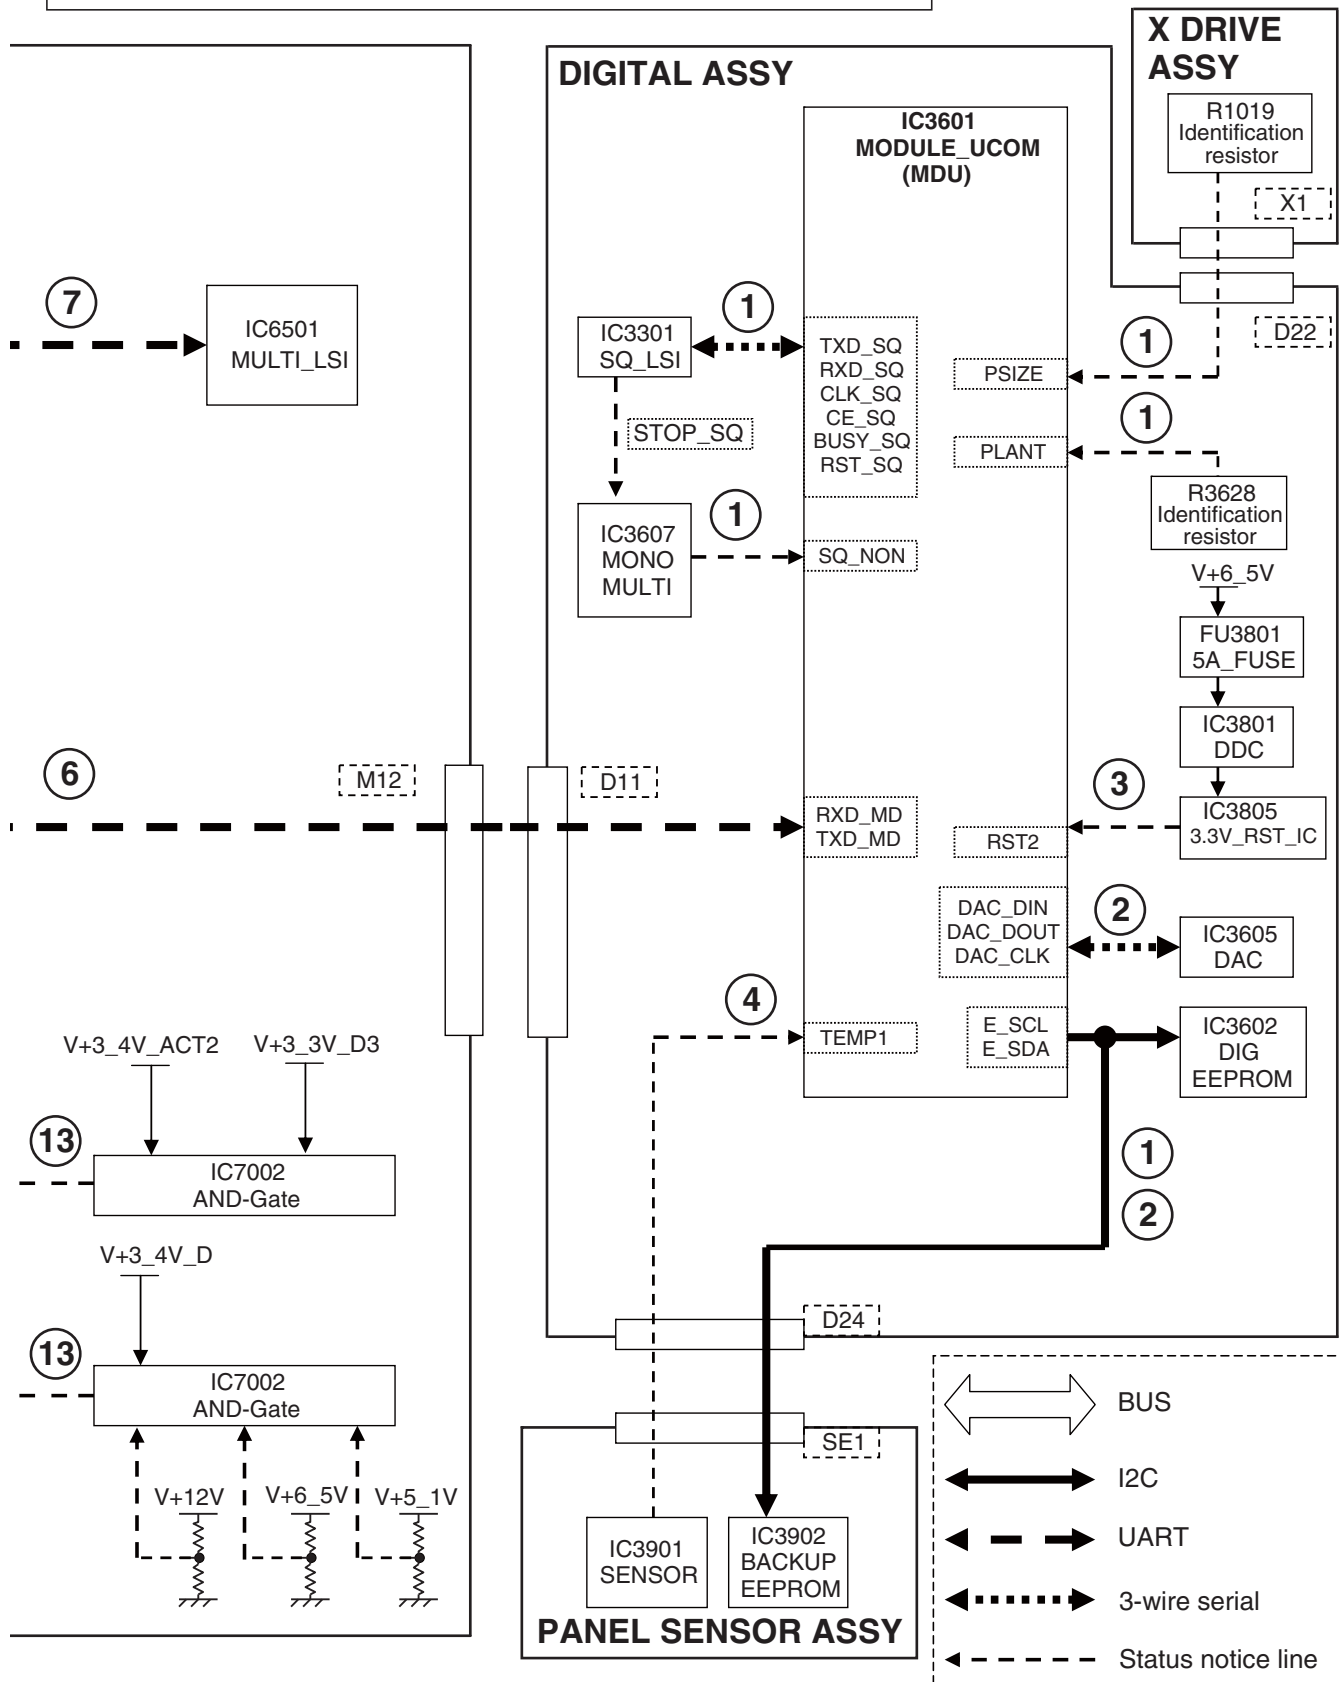 X DRIVE
ASSY
R1019
Identification
resistor
X1
DIGITAL ASSY
IC3601
MODULE_UCOM
(MDU)
D22
7
IC6501
MULTI_LSI
IC3301
SQ_LSI
1
TXD_SQ
RXD_SQ
CLK_SQ
CE_SQ
BUSY_SQ
RST_SQ
PSIZE
1
STOP_SQ
PLANT
1
R3628
Identification
resistor
IC3607
MONO
MULTI
1
SQ_NON
V+6_5V
FU3801
5A_FUSE
IC3801
DDC
6
M12
D11
RXD_MD
TXD_MD
RST2
3
IC3805
3.3V_RST_IC
DAC_DIN
DAC_DOUT
DAC_CLK
2
IC3605
DAC
4
TEMP1
E_SCL
E_SDA
IC3602
DIG
EEPROM
V+3_4V_ACT2
V+3_3V_D3
13
IC7002
AND-Gate
1
2
V+3_4V_D
13
IC7002
AND-Gate
V+12V
V+6_5V
V+5_1V
D24
SE1
IC3901
SENSOR
IC3902
BACKUP
EEPROM
PANEL SENSOR ASSY
BUS
I2C
UART
3-wire serial
Status notice line